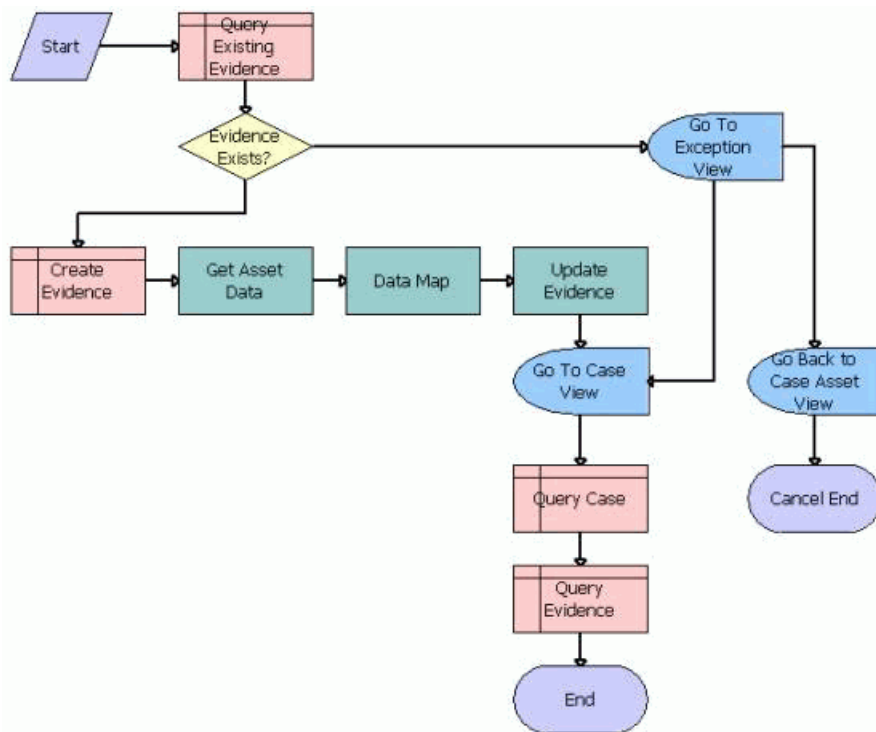 Start
Query
Existing
Evidence
Evidence
Exists?
Go To
Exception
View
Create
Evidence
Get Asset
Data
Data Map
Update
Evidence
Go To Case
View
Go Back to
Case Asset
View
Query Case
Cancel End
Query
Evidence
End